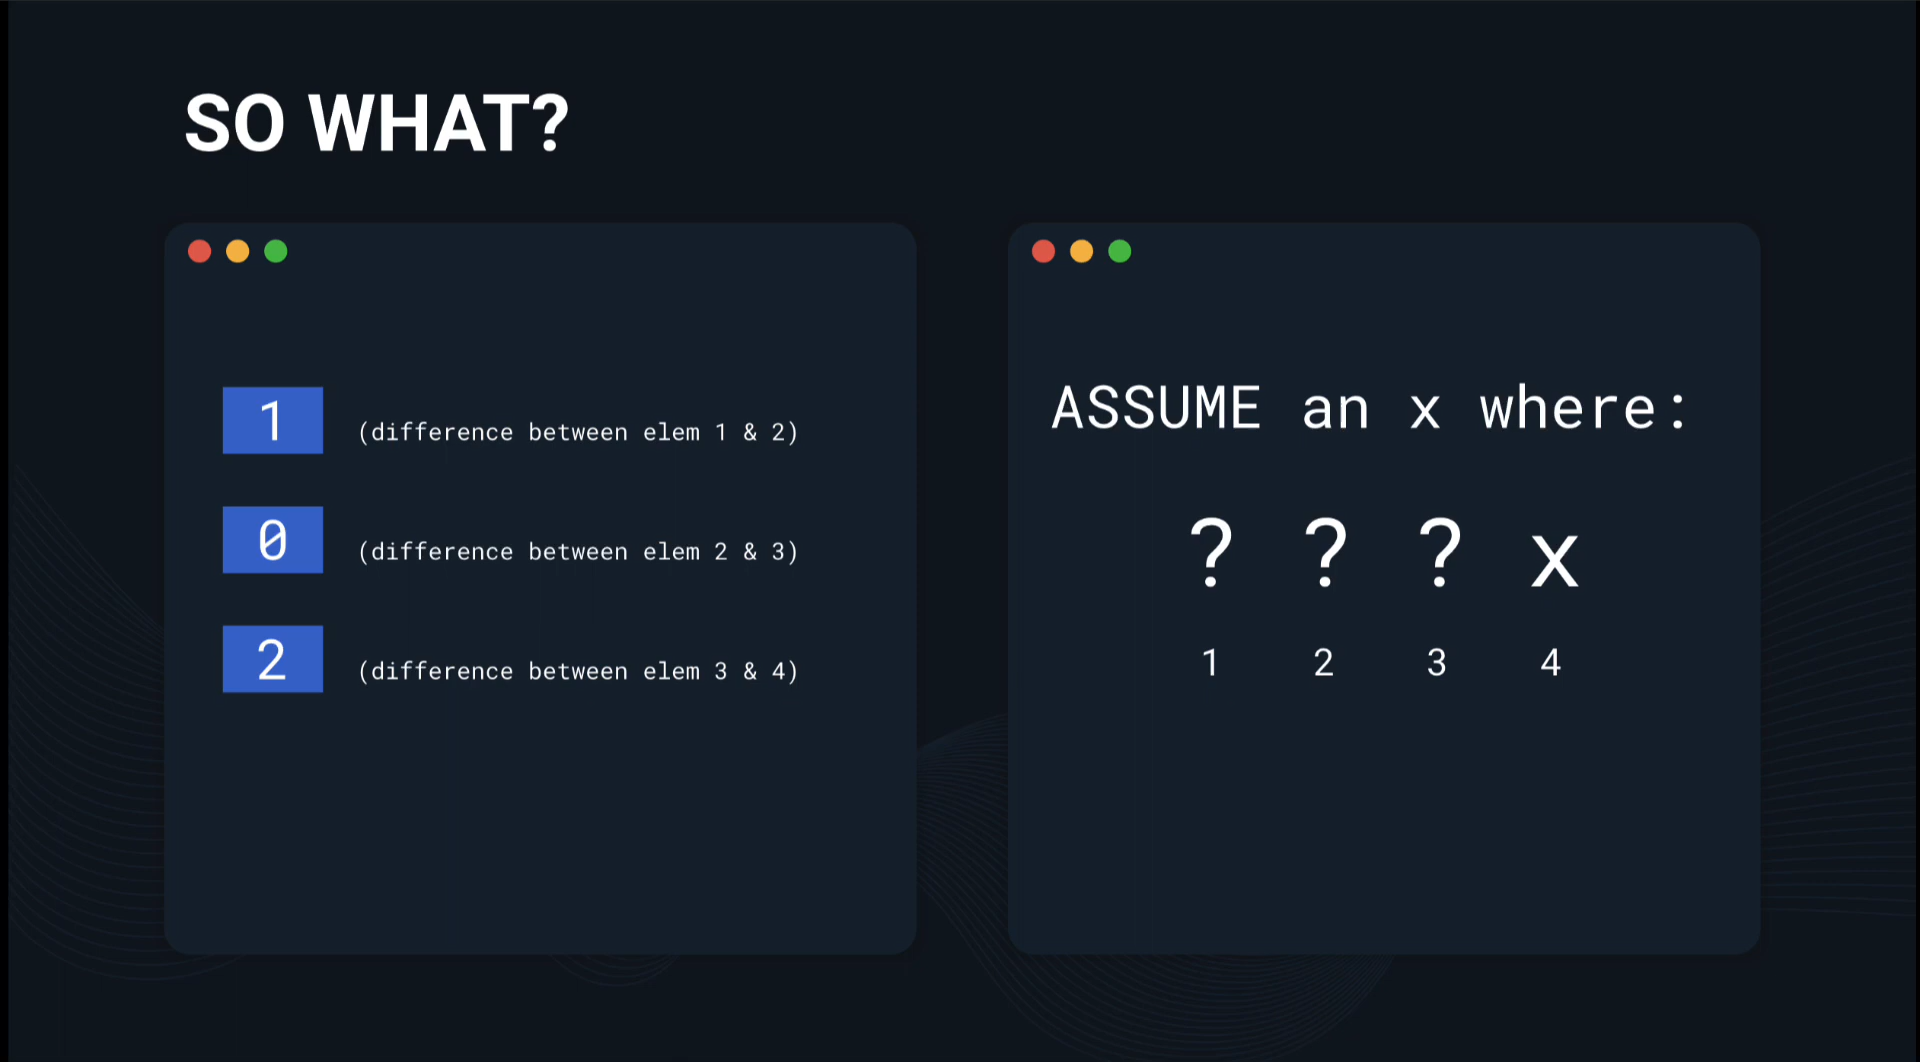 SO WHAT?
1 (difference between elem 1 & 2)
0 (difference between elem 2 & 3)
2 (difference between elem 3 & 4)
ASSUME an x where:
? ? ? x
1 2 3 4